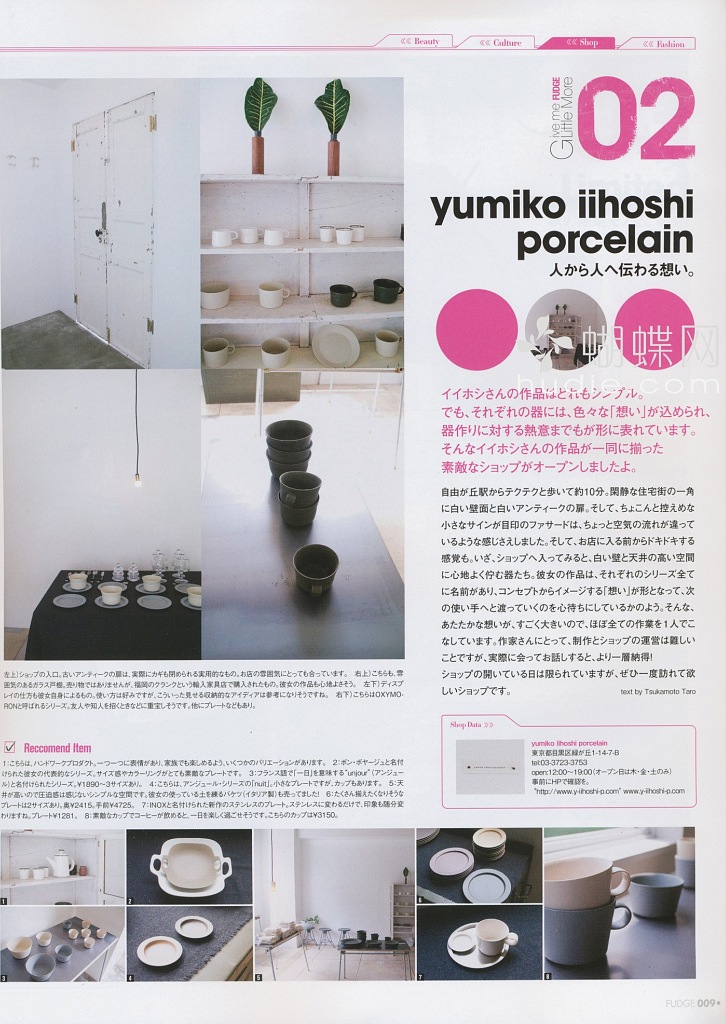 << Beauty
<< Culture
<< Shop
<< Fashion
Give me FUDGE
Little More
02
yumiko iihoshi
porcelain
人から人へ伝わる想い。
蝴蝶网
hudie.com
イイホシさんの作品はどれもシンプル。
でも、それぞれの器には、色々な「想い」が込められ、
器作りに対する熱意までもが形に表れています。
そんなイイホシさんの作品が一同に揃った
素敵なショップがオープンしましたよ。
自由が丘駅からテクテクと歩いて約10分。閑静な住宅街の一角
に白い壁面と白いアンティークの扉。そして、ちょこんと控えめな
小さなサインが目印のファサードは、ちょっと空気の流れが違って
いるような感じさえしました。そして、お店に入る前からドキドキする
感覚も。いざ、ショップへ入ってみると、白い壁と天井の高い空間
に心地よく佇む器たち。彼女の作品は、それぞれのシリーズ全て
に名前があり、コンセプトからイメージする「想い」が形となって、次
の使い手へと渡っていくのを心待ちにしているかのよう。そんな、
あたたかな想いが、すごく大きいので、ほぼ全ての作業を1人でこ
なしています。作家さんにとって、制作とショップの運営は難しい
ことですが、実際に会ってお話しすると、より一層納得!
ショップの開いている日は限られていますが、ぜひ一度訪れて欲
しいショップです。
text by Tsukamoto Taro
左上)ショップの入口。古いアンティークの扉は、実際にカギも閉められる実用的なもの。お店の雰囲気にとっても合っています。 右上)こちらも、雰
囲気のあるガラス戸棚。売り物ではありませんが、福岡のクランクという輸入家具店で購入されたもの。彼女の作品も心地よさそう。 左下)ディスプ
レイの仕方も彼女自身によるもの。使い方は好みですが、こういった見せる収納的なアイディアは参考になりそうですね。 右下)こちらはOXYMO-
RONと呼ばれるシリーズ。友人や知人を招くときなどに重宝しそうです。他にプレートなどもあり。
Reccomend Item
1:こちらは、ハンドワークプロダクト。一つ一つに表情があり、家族でも楽しめるよう、いくつかのバリエーションがあります。 2:ボン・ボヤージュと名付
けられた彼女の代表的なシリーズ。サイズ感やカラーリングがとても素敵なプレートです。 3:フランス語で「一日」を意味する"unjour"(アンジュー
ル)と名付けられたシリーズ。¥1890〜3サイズあり。 4:こちらは、アンジュール・シリーズの「nuit」。小さなプレートですが、カップもあります。 5:天
井が高いので圧迫感は感じないシンプルな空間です。彼女の使っている土を練るバケツ(イタリア製)も売ってました! 6:たくさん揃えたくなりそうな
プレートは2サイズあり。奥¥2415。手前¥4725。 7:INOXと名付けられた新作のステンレスのプレート。ステンレスに変わるだけで、印象も随分変
わりますね。プレート¥1281。 8:素敵なカップでコーヒーが飲めると、一日を楽しく過ごせそうです。こちらのカップは¥3150。
Shop Data >>
yumiko iihoshi porcelain
東京都目黒区緑が丘1-14-7-B
tel:03-3723-3753
open:12:00〜19:00(オープン日は木・金・土のみ)
事前にHPで確認を。
"http://www.y-iihoshi-p.com" www.y-iihoshi-p.com
1
2
3
4
5
6
7
8
FUDGE 009